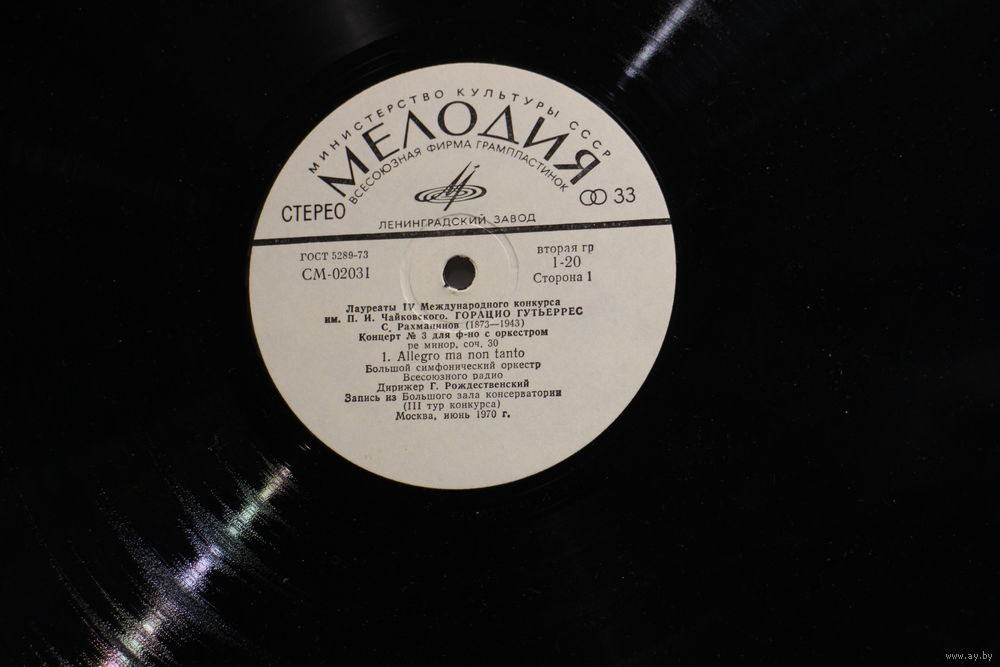 МИНИСТЕРСТВО КУЛЬТУРЫ СССР
МЕЛОДИЯ
ВСЕСОЮЗНАЯ ФИРМА ГРАМПЛАСТИНОК
СТЕРЕО
33
ЛЕНИНГРАДСКИЙ ЗАВОД
ГОСТ 5289-73
СМ-02031
вторая гр
1-20
Сторона 1
Лауреаты IV Международного конкурса
им. П. И. Чайковского. ГОРАЦИО ГУТЬЕРРЕС
С. Рахманинов (1873—1943)
Концерт № 3 для ф-но с оркестром
ре минор, соч. 30
1. Allegro ma non tanto
Большой симфонический оркестр
Всесоюзного радио
Дирижер Г. Рождественский
Запись из Большого зала консерватории
(III тур конкурса)
Москва, июнь 1970 г.
www.ay.by